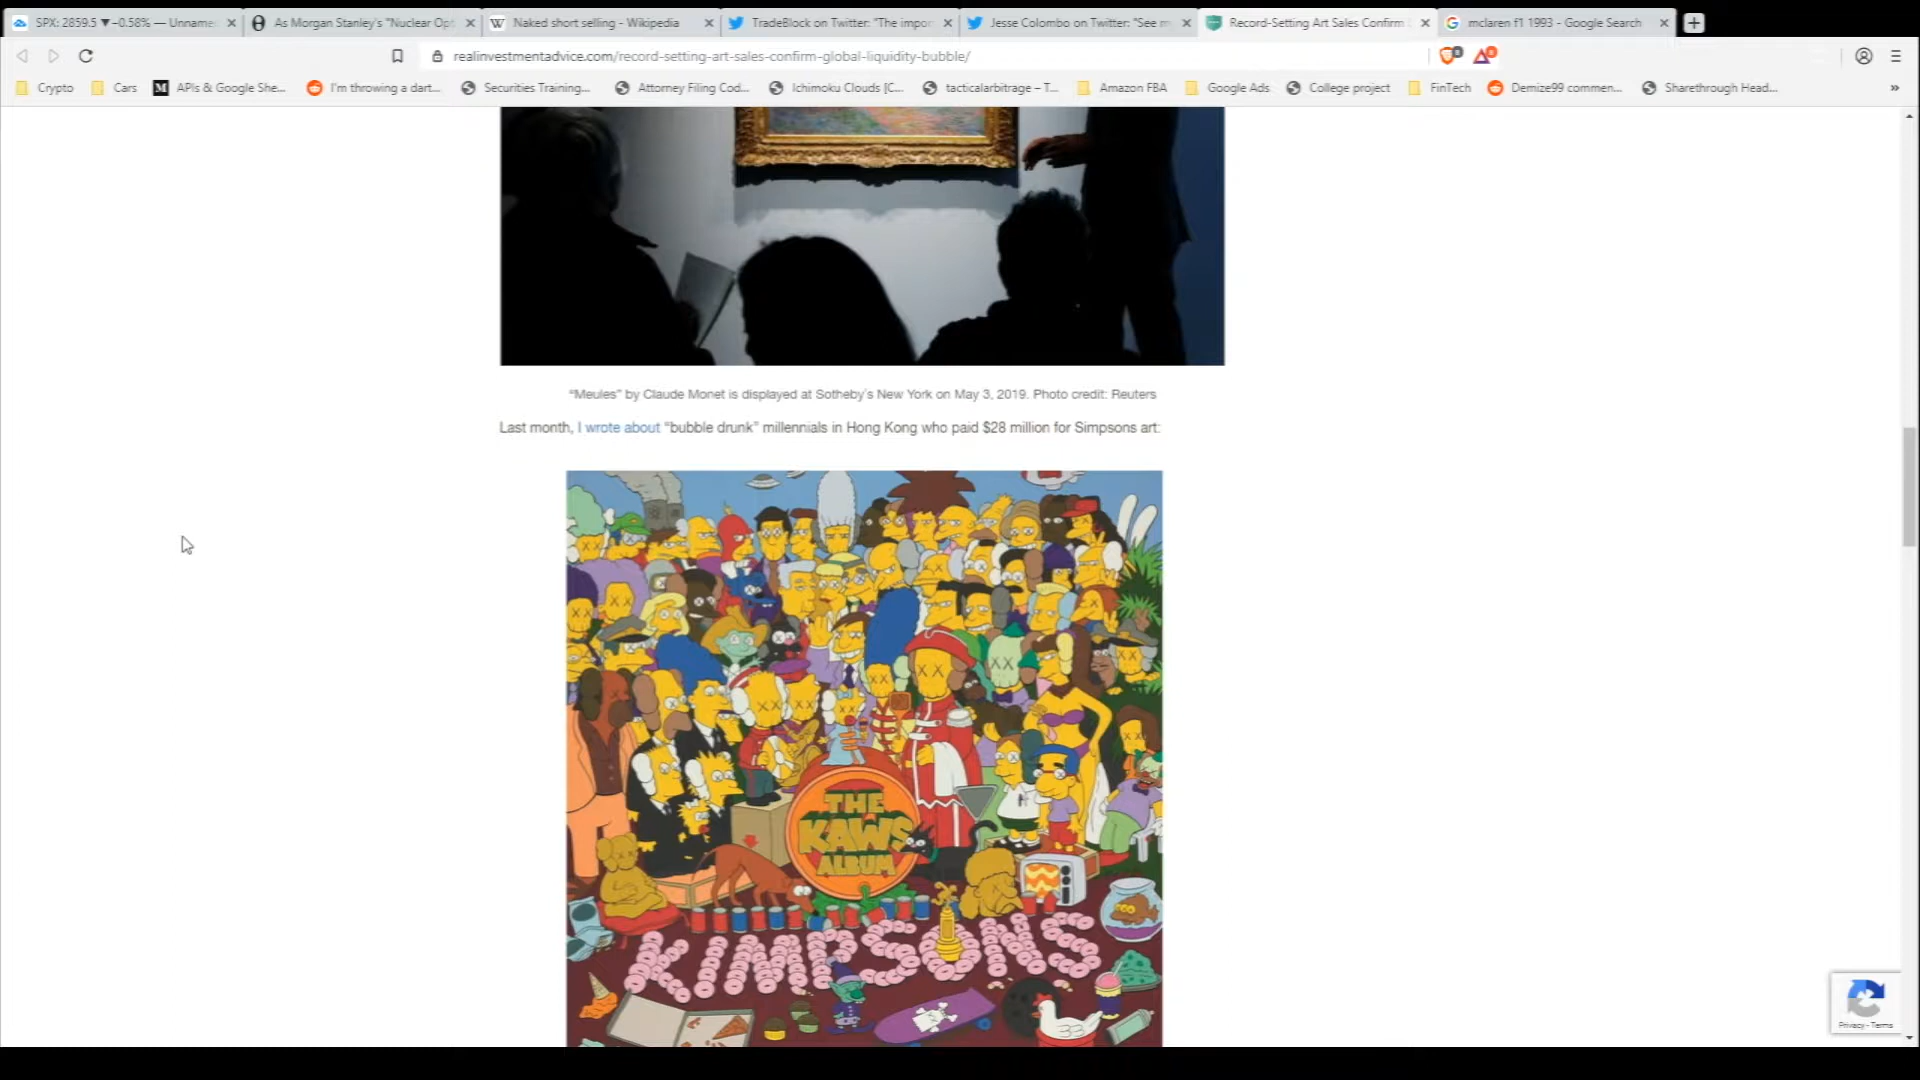 SPX: 2859.5 ▼−0.58% — Unname
As Morgan Stanley's "Nuclear Opt
Naked short selling - Wikipedia
TradeBlock on Twitter: "The impor
Jesse Colombo on Twitter: "See m
Record-Setting Art Sales Confirm
mclaren f1 1993 - Google Search
realinvestmentadvice.com/record-setting-art-sales-confirm-global-liquidity-bubble/
Crypto
Cars
APIs & Google She...
I'm throwing a dart...
Securities Training...
Attorney Filing Cod...
Ichimoku Clouds [C...
tacticalarbitrage – T...
Amazon FBA
Google Ads
College project
FinTech
Demize99 commen...
Sharethrough Head...
»
"Meules" by Claude Monet is displayed at Sotheby's New York on May 3, 2019. Photo credit: Reuters
Last month, I wrote about "bubble drunk" millennials in Hong Kong who paid $28 million for Simpsons art:
THE
KAWS
ALBUM
KIMPSONS
Privacy - Terms